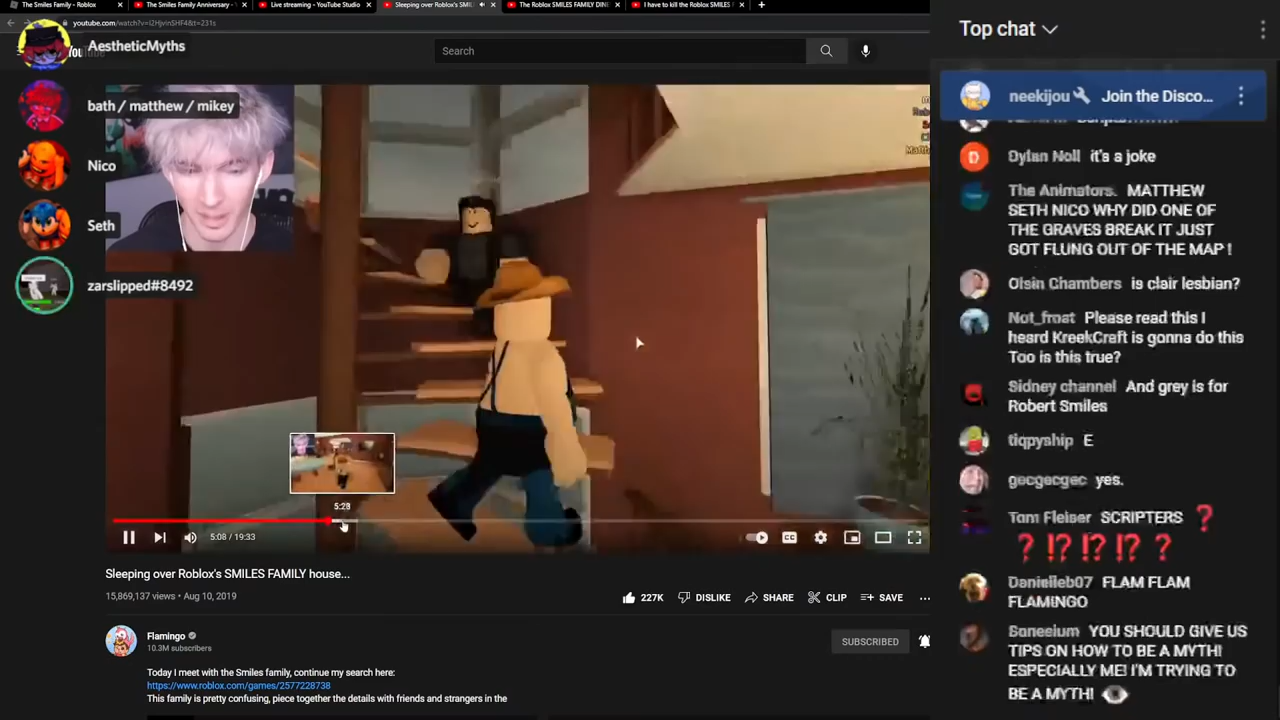 The Smiles Family - Roblox
The Smiles Family Anniversary -
Live streaming - YouTube Studio
Sleeping over Roblox's SMIL
The Roblox SMILES FAMILY DINE
I have to kill the Roblox SMILES F
youtube.com/watch?v=
Search
AestheticMyths
bath / matthew / mikey
Nico
Seth
zarslipped#8492
5:28
5:08 / 19:33
CC
Sleeping over Roblox's SMILES FAMILY house...
15,869,137 views • Aug 10, 2019
227K
DISLIKE
SHARE
CLIP
SAVE
Flamingo
10.3M subscribers
SUBSCRIBED
Today I meet with the Smiles family, continue my search here:
https://www.roblox.com/games/2577228738
This family is pretty confusing, piece together the details with friends and strangers in the
Top chat
neekijou Join the Disco...
Dylan Noll it's a joke
The Animators. MATTHEW
SETH NICO WHY DID ONE OF
THE GRAVES BREAK IT JUST
GOT FLUNG OUT OF THE MAP !
Olsin Chambers is clair lesbian?
Not_froat Please read this I
heard KreekCraft is gonna do this
Too is this true?
Sidney channel And grey is for
Robert Smiles
tiqpyship E
gecgecgec yes.
Tam Fleiser SCRIPTERS ❓
❓⁉️⁉️⁉️❓
Danielleb07 FLAM FLAM
FLAMINGO
YOU SHOULD GIVE US
TIPS ON HOW TO BE A MYTH!
ESPECIALLY ME! I'M TRYING TO
BE A MYTH!